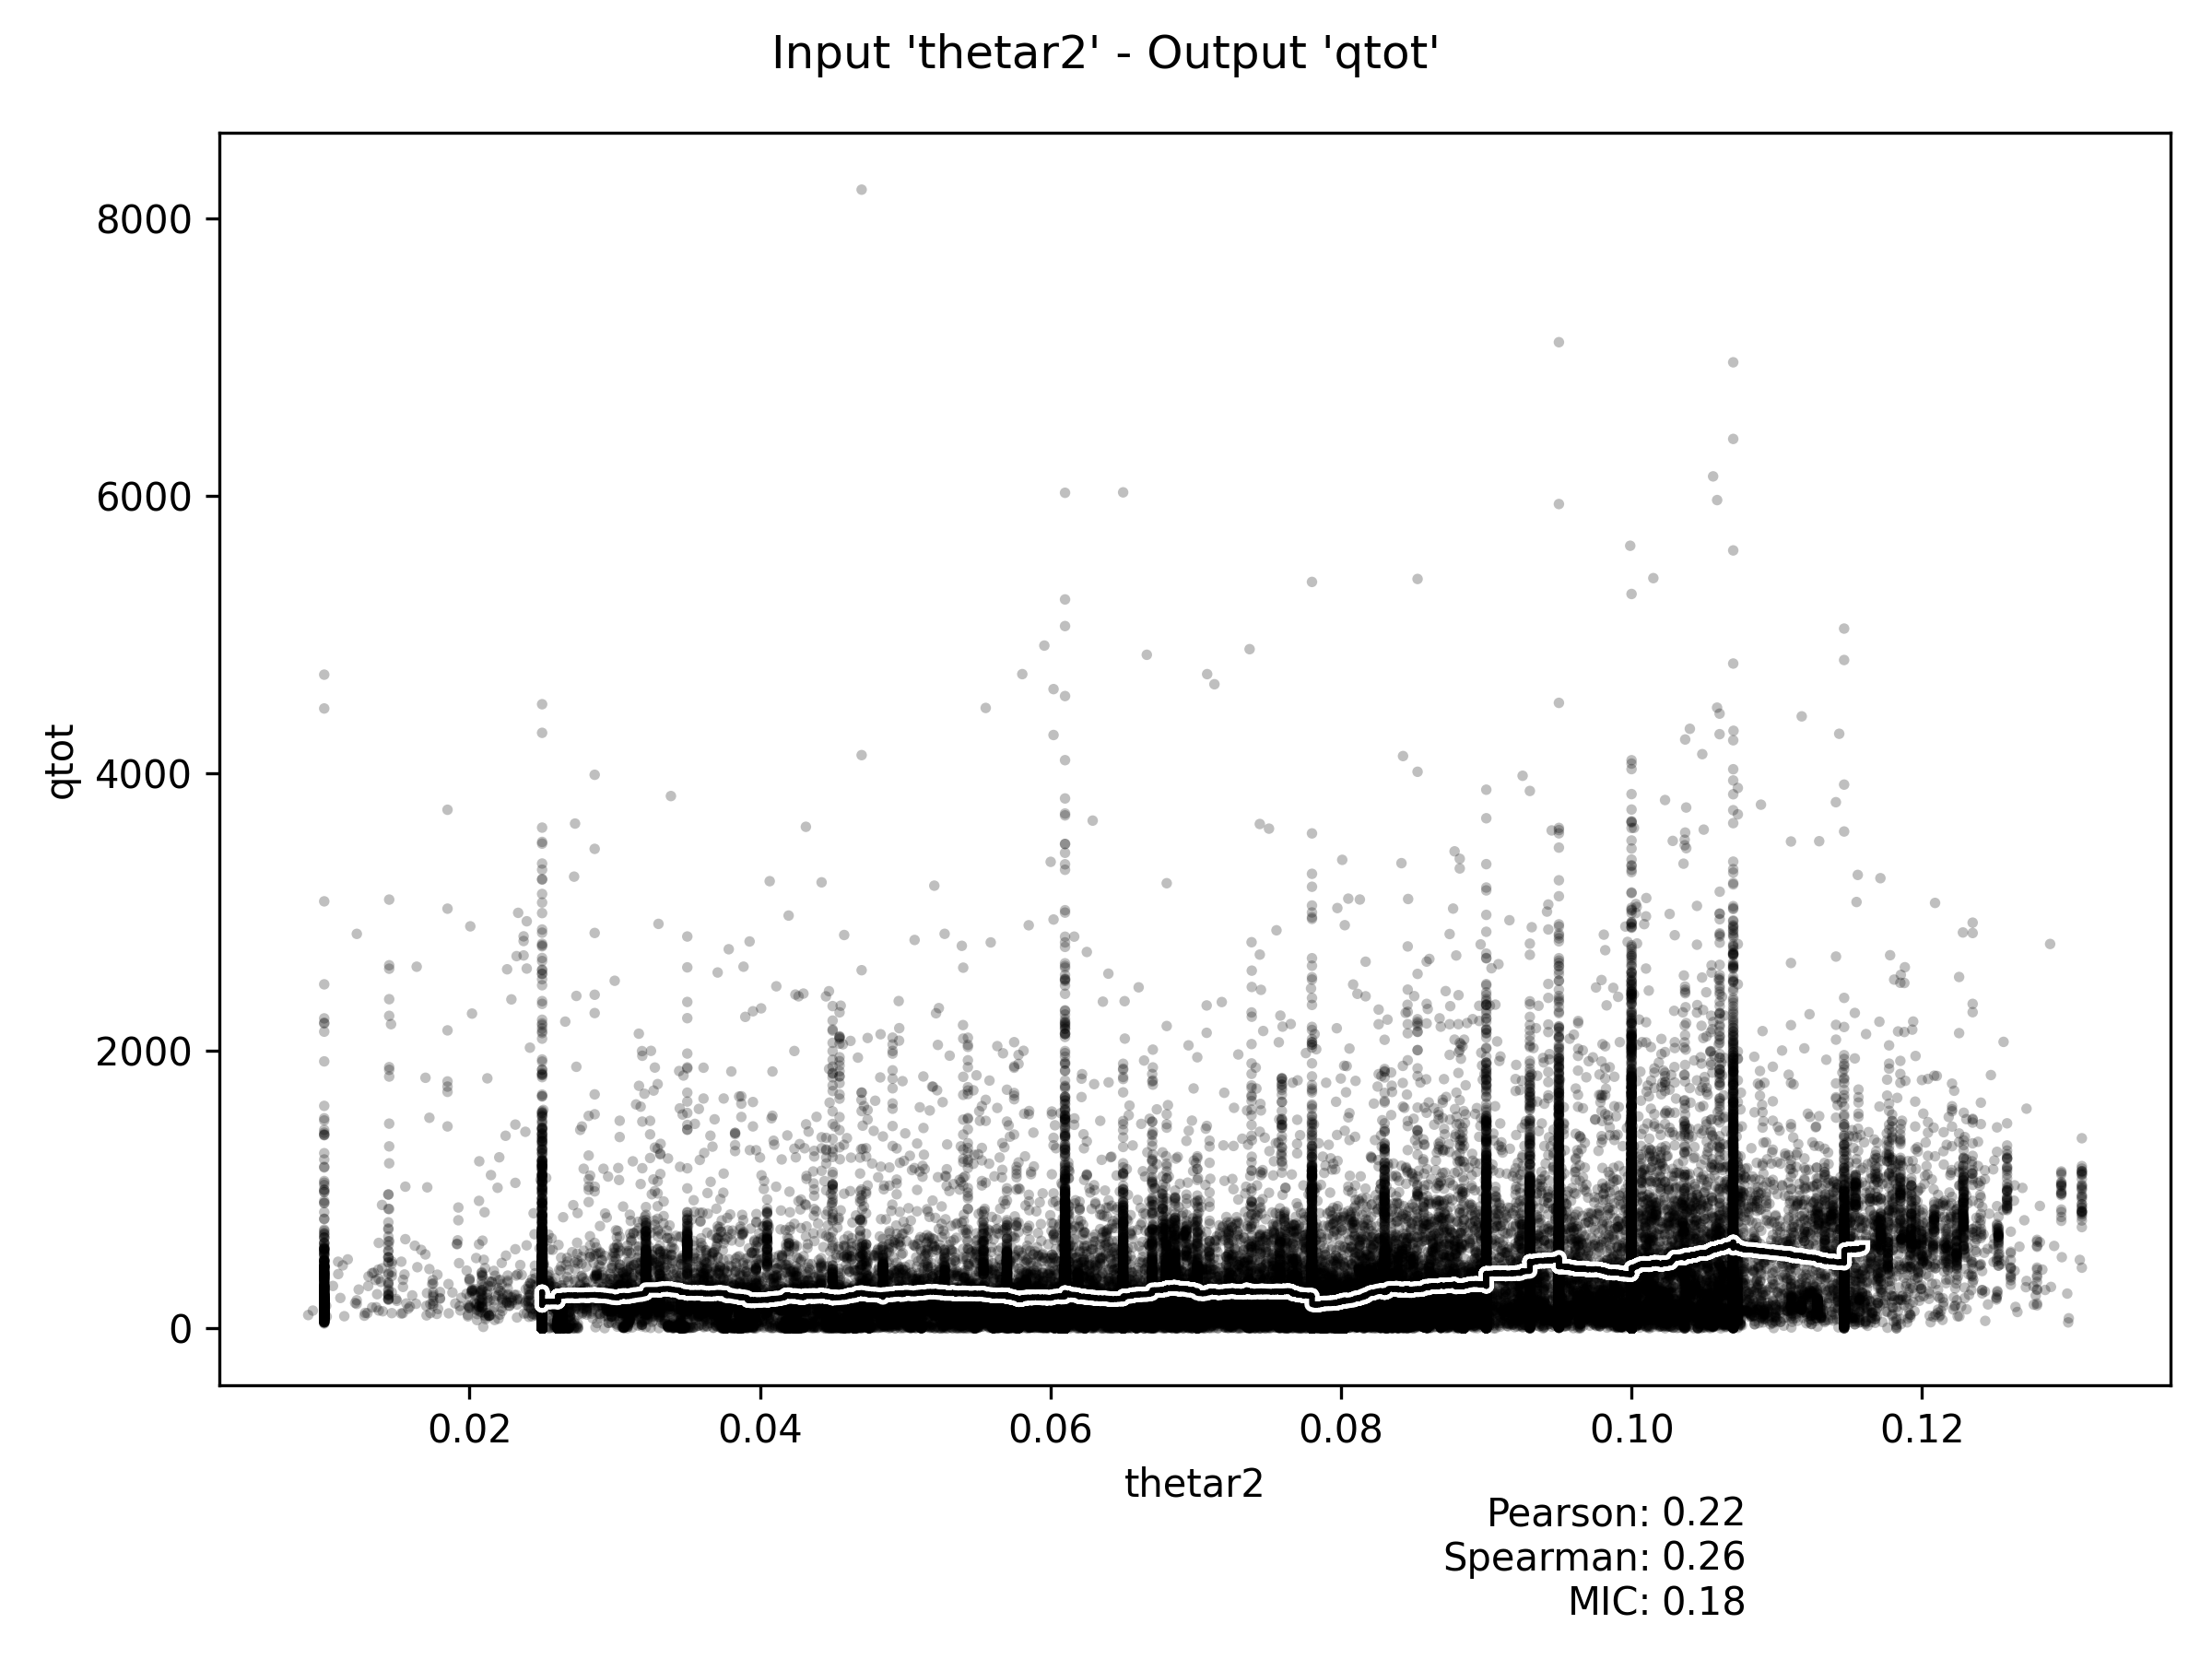 Input 'thetar2' - Output 'qtot'
8000
6000
4000
2000
0
qtot
0.02 0.04 0.06 0.08 0.10 0.12
thetar2
Pearson: 0.22
Spearman: 0.26
MIC: 0.18